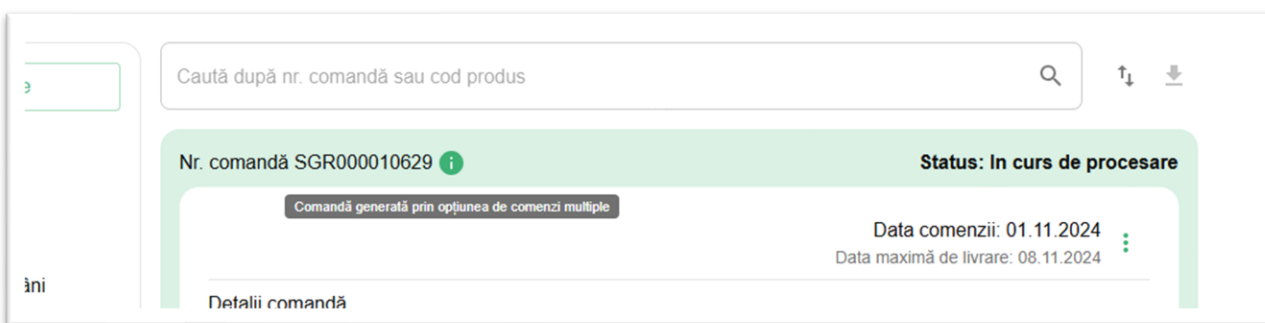 Caută după nr. comandă sau cod produs
Nr. comandă SGR000010629
Status: In curs de procesare
Comandă generată prin opțiunea de comenzi multiple
Data comenzii: 01.11.2024
Data maximă de livrare: 08.11.2024
Detalii comandă